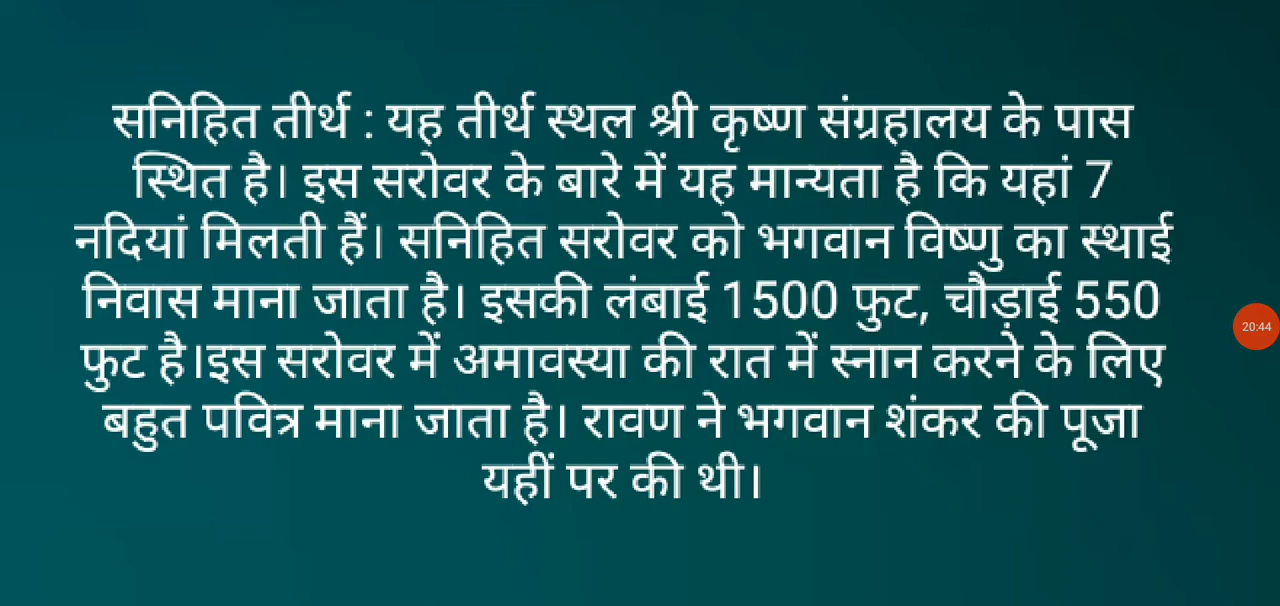 सनिहित तीर्थ : यह तीर्थ स्थल श्री कृष्ण संग्रहालय के पास
स्थित है। इस सरोवर के बारे में यह मान्यता है कि यहां 7
नदियां मिलती हैं। सनिहित सरोवर को भगवान विष्णु का स्थाई
निवास माना जाता है। इसकी लंबाई 1500 फुट, चौड़ाई 550
फुट है।इस सरोवर में अमावस्या की रात में स्नान करने के लिए
बहुत पवित्र माना जाता है। रावण ने भगवान शंकर की पूजा
यहीं पर की थी।
20:44